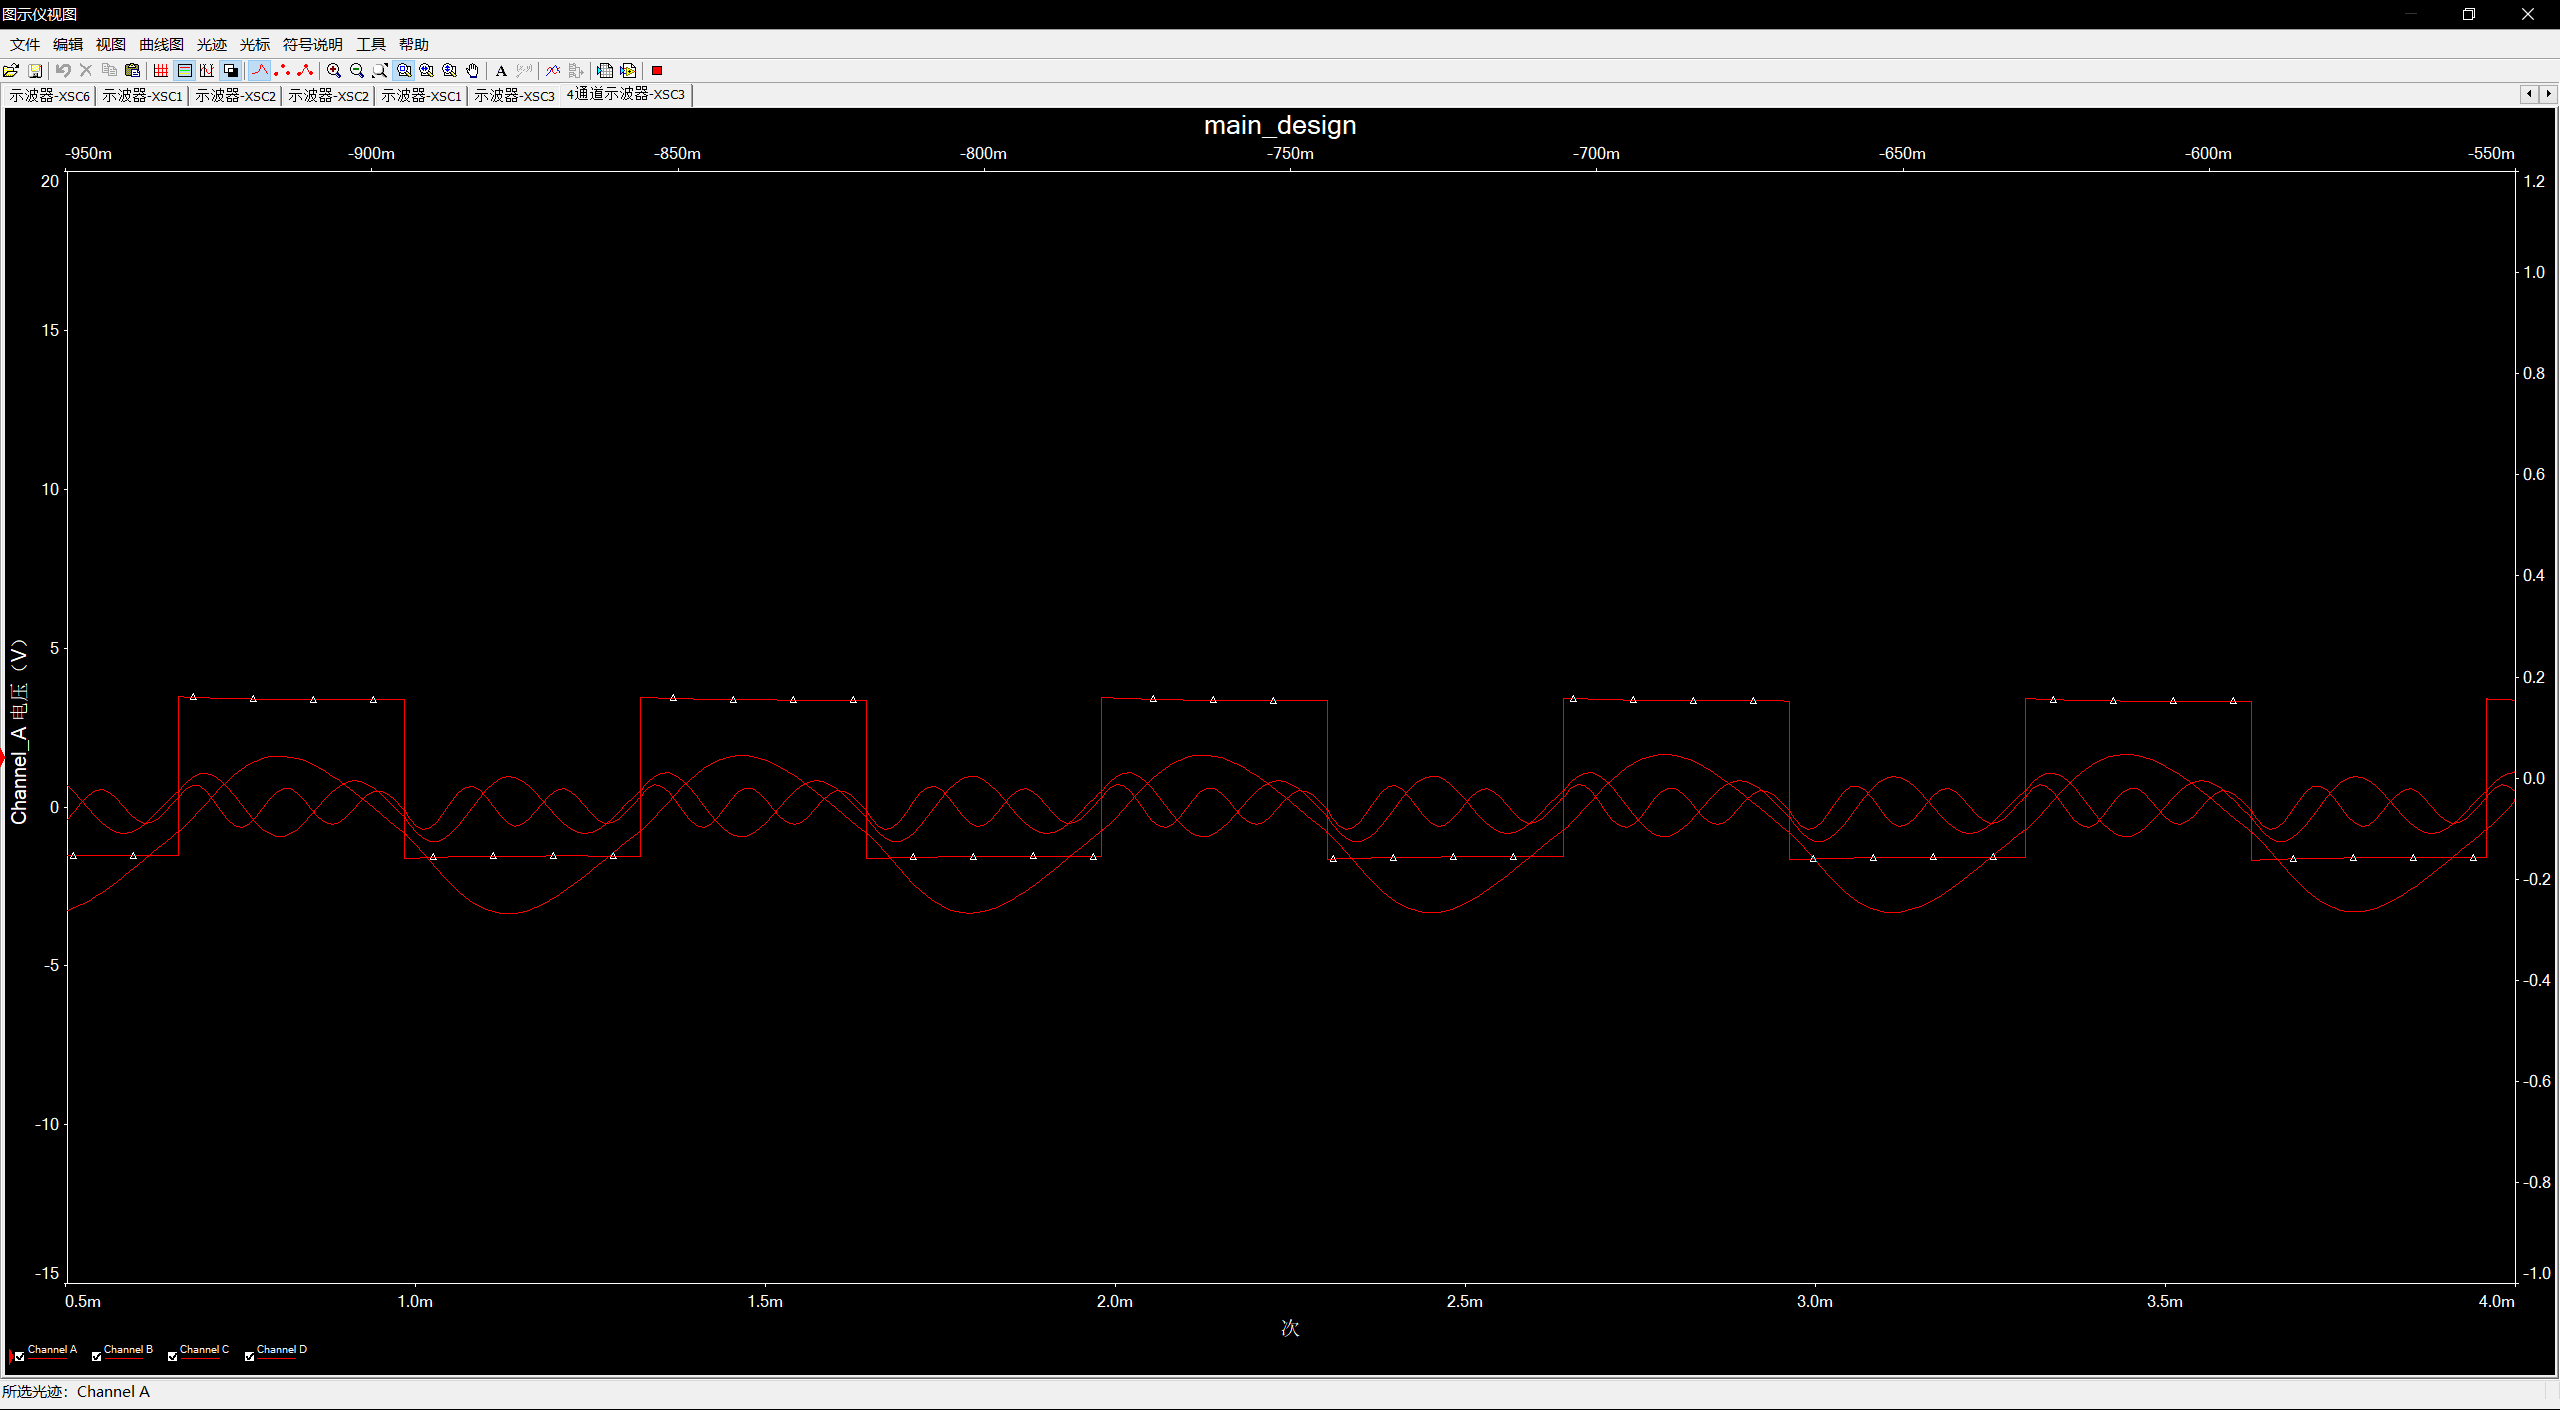 图示仪视图
文件 编辑 视图 曲线图 光迹 光标 符号说明 工具 帮助
示波器-XSC6 示波器-XSC1 示波器-XSC2 示波器-XSC2 示波器-XSC1 示波器-XSC3 4通道示波器-XSC3
main_design
-950m -900m -850m -800m -750m -700m -650m -600m -550m
20 1.2
1.0
15
0.8
10 0.6
0.4
5 0.2
0 0.0
-0.2
-5 -0.4
-0.6
-10
-0.8
-15 -1.0
Channel_A 电压（V）
0.5m 1.0m 1.5m 2.0m 2.5m 3.0m 3.5m 4.0m
次
Channel A Channel B Channel C Channel D
所选光迹：Channel A